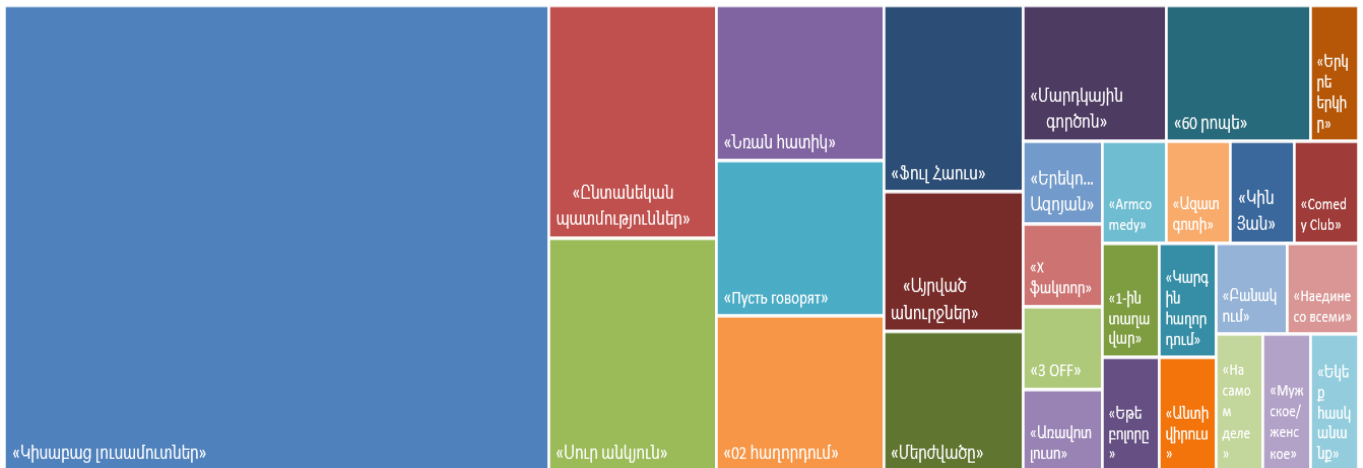 «Կիսաբաց լուսամուտներ»
«Ընտանեկան
պատմություններ»
«Սուր անկյուն»
«Նռան հատիկ»
«Пусть говорят»
«02 հաղորդում»
«Ֆուլ Հաուս»
«Այրված
անուրջներ»
«Մերժվածը»
«Մարդկային
գործոն»
«60 րոպե»
«Երկ
րե
երկի
ր»
«Երեկո...
Ազոյան»
«X
ֆակտոր»
«3 OFF»
«Առավոտ
լուսո»
«Armco
medy»
«Ազատ
գոտի»
«Կին
Յան»
«Comed
y Club»
«1-ին
տաղա
վար»
«Կարգ
ին
հաղոր
դում»
«Բանակ
ում»
«Наедине
со всеми»
«Եթե
բոլորը
»
«Անտի
վիրուս
»
«На
само
м
деле
»
«Муж
ское/
женс
кое»
«Եկե
ք
հասկ
անա
նք»